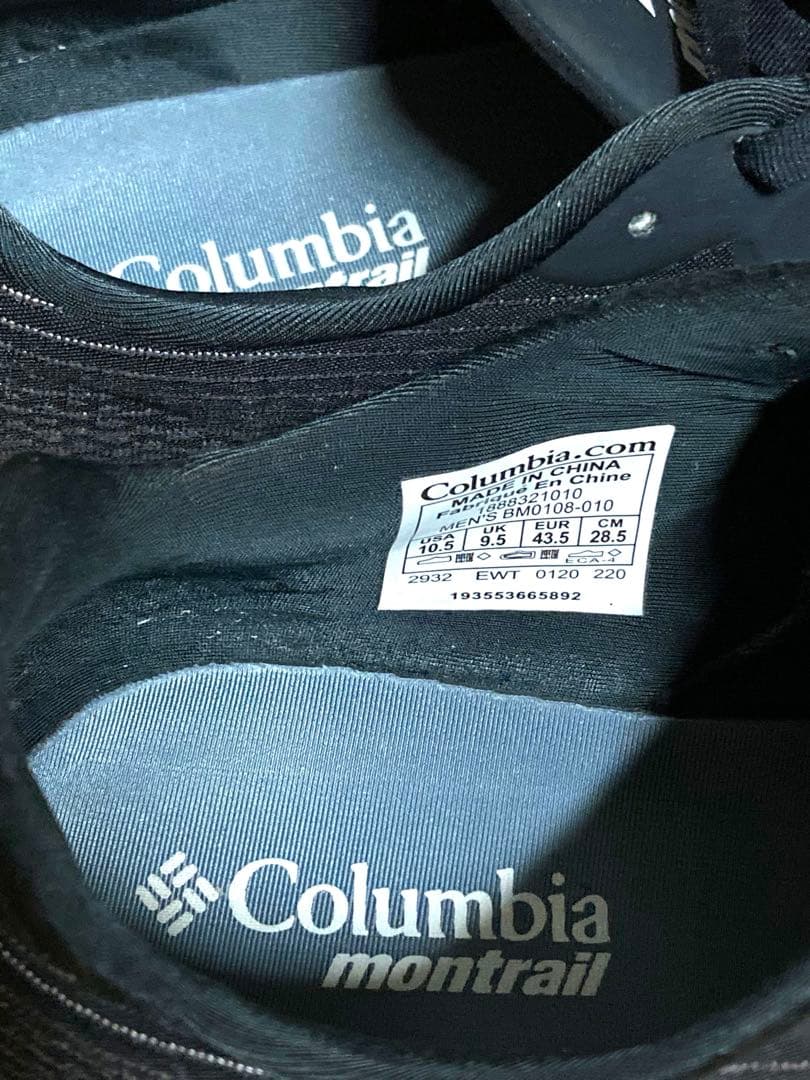 Columbia
montrail
Columbia.com
MADE IN CHINA
Fabriqué En Chine
1888321010
MEN'S BM0108-010
USA UK EUR CM
10.5 9.5 43.5 28.5
ECA-4
2932 EWT 0120 220
193553665892
Columbia
montrail